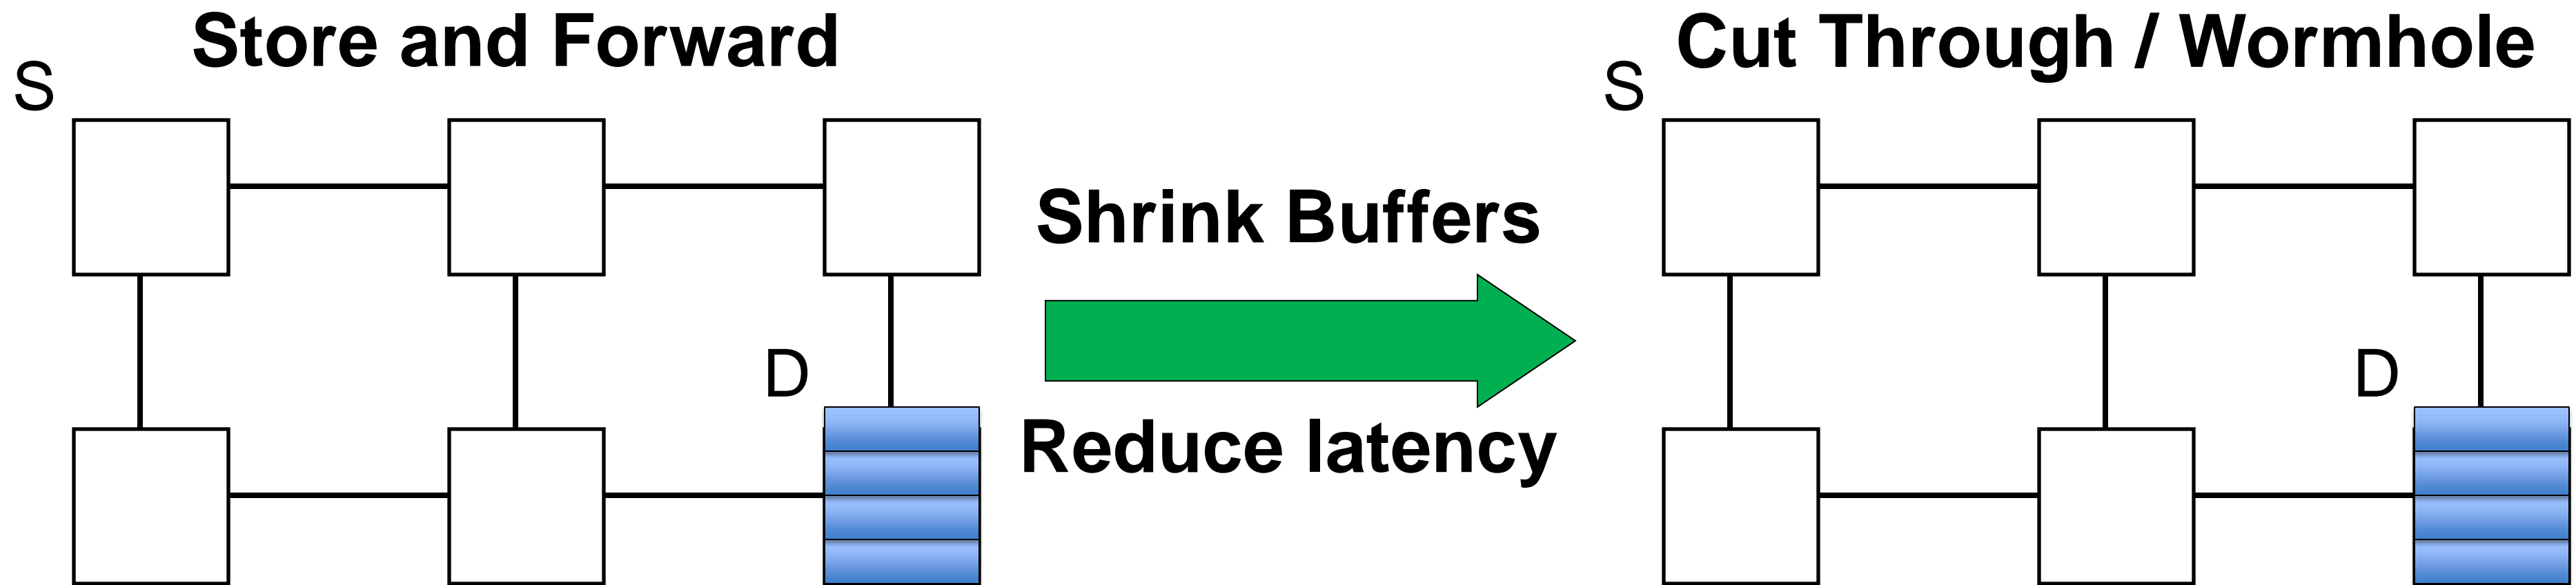 Store and Forward
S
D
Shrink Buffers
Reduce latency
Cut Through / Wormhole
S
D